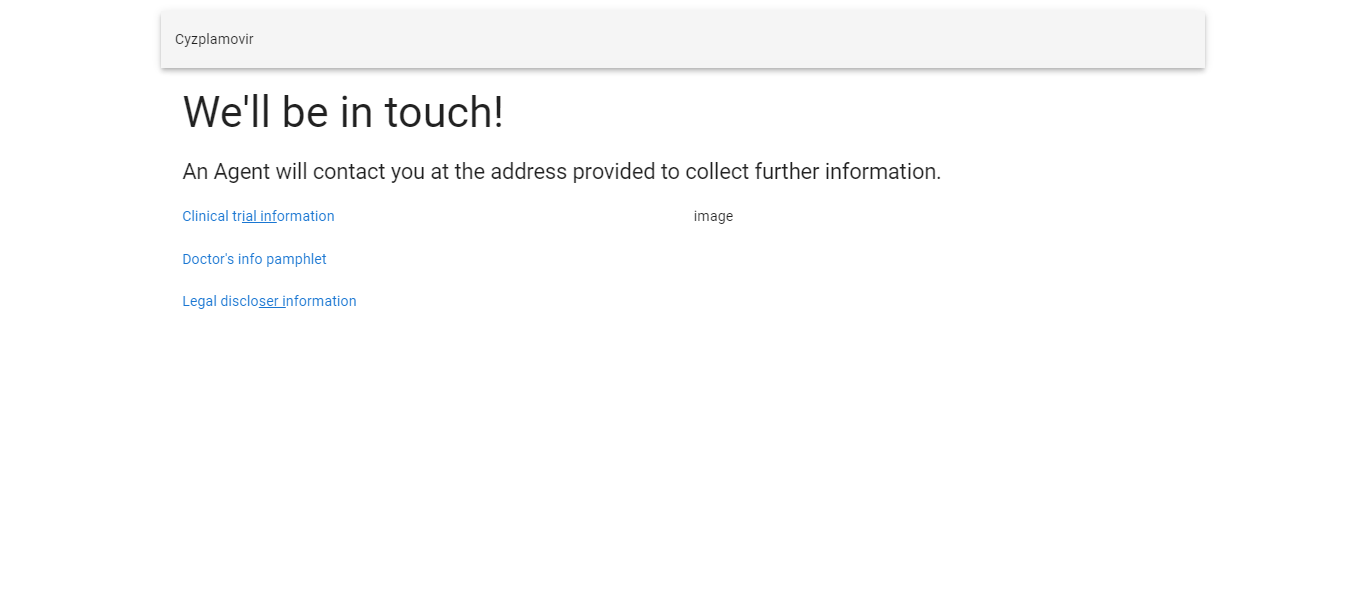 Cyzplamovir
We'll be in touch!
An Agent will contact you at the address provided to collect further information.
Clinical trial information
image
Doctor's info pamphlet
Legal discloser information